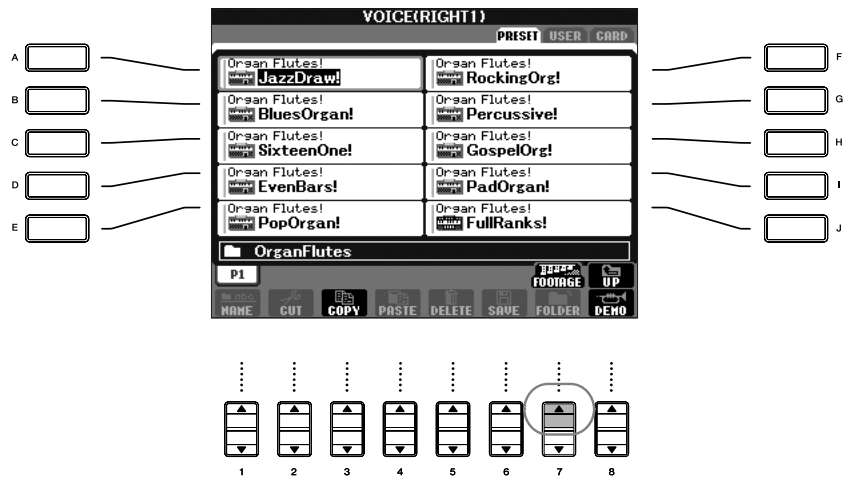 VOICE(RIGHT1)
PRESET USER CARD
A
B
C
D
E
Organ Flutes!
JazzDraw!
Organ Flutes!
BluesOrgan!
Organ Flutes!
SixteenOne!
Organ Flutes!
EvenBars!
Organ Flutes!
PopOrgan!
Organ Flutes!
RockingOrg!
Organ Flutes!
Percussive!
Organ Flutes!
GospelOrg!
Organ Flutes!
PadOrgan!
Organ Flutes!
FullRanks!
F
G
H
I
J
OrganFlutes
P1
FOOTAGE UP
NAME CUT COPY PASTE DELETE SAVE FOLDER DEMO
1 2 3 4 5 6 7 8